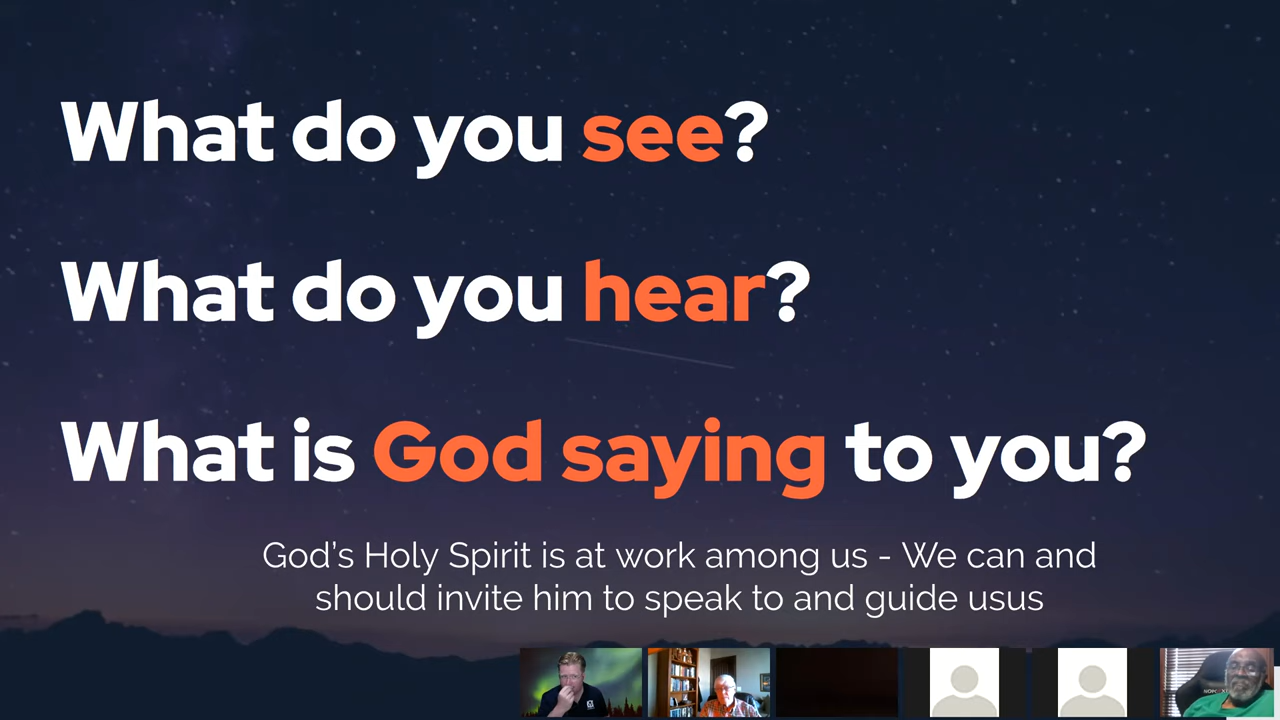 What do you see?
What do you hear?
What is God saying to you?
God’s Holy Spirit is at work among us - We can and
should invite him to speak to and guide usus